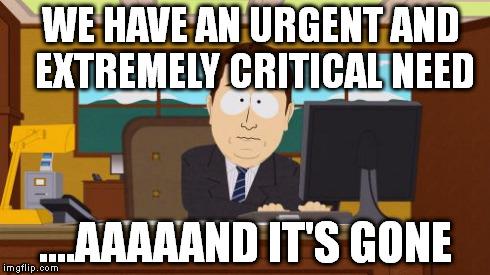 WE HAVE AN URGENT AND
EXTREMELY CRITICAL NEED
....AAAAAND IT'S GONE
imgflip.com